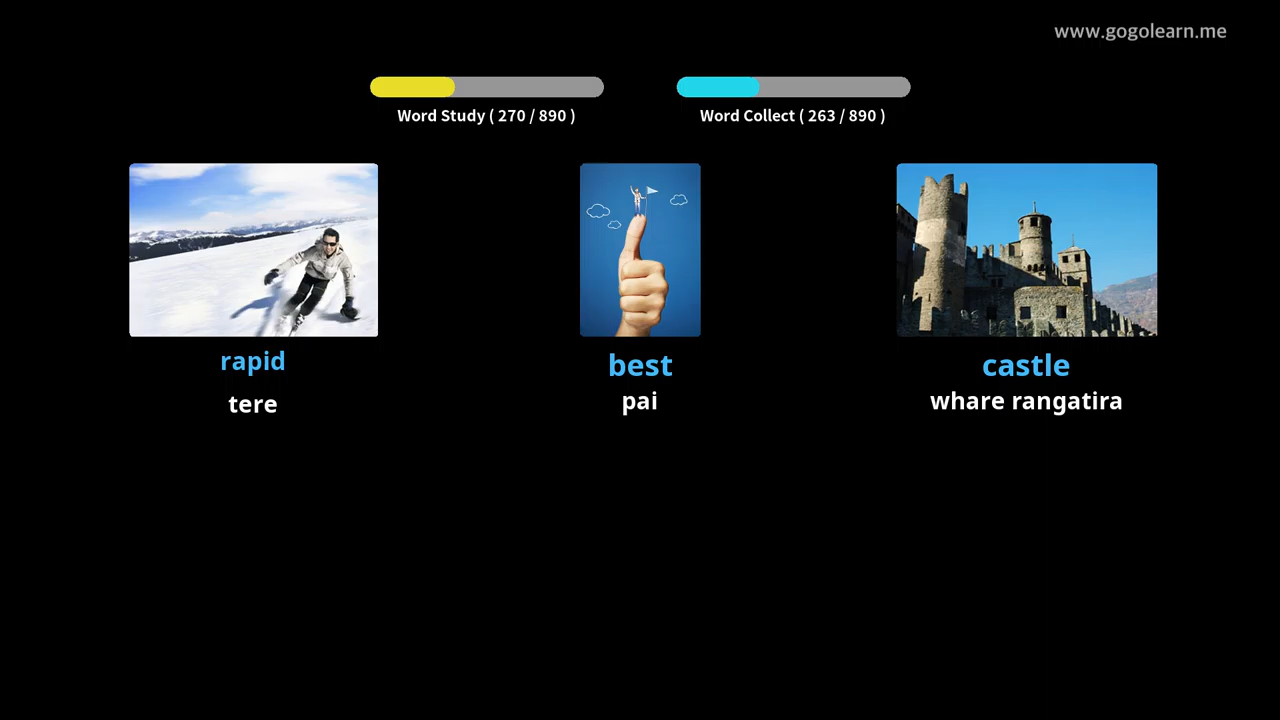 www.gogolearn.me
Word Study ( 270 / 890 )
Word Collect ( 263 / 890 )
rapid
tere
best
pai
castle
whare rangatira